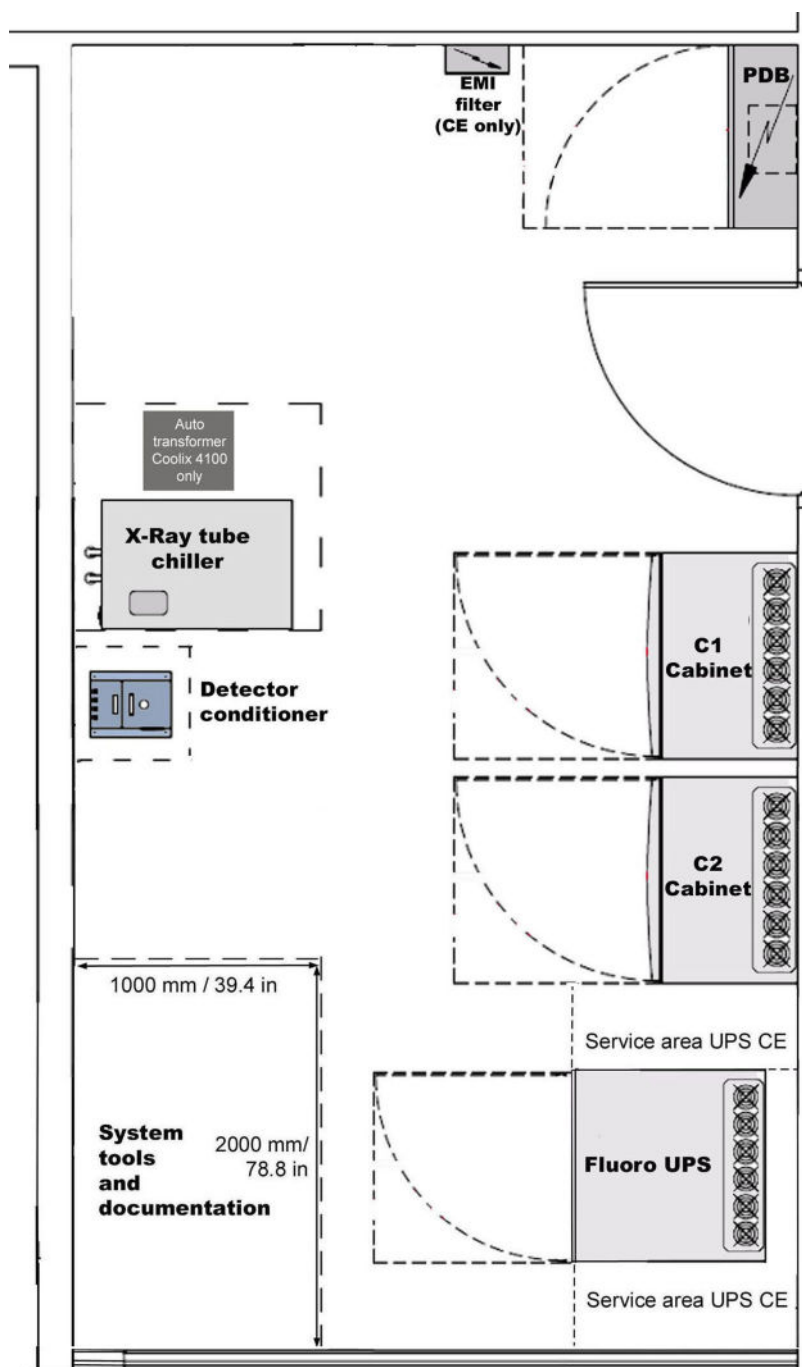 EMI
filter
(CE only)
PDB
Auto
transformer
Coolix 4100
only
X-Ray tube
chiller
C1
Cabinet
Detector
conditioner
C2
Cabinet
1000 mm / 39.4 in
Service area UPS CE
System
tools
and
documentation
2000 mm/
78.8 in
Fluoro UPS
Service area UPS CE